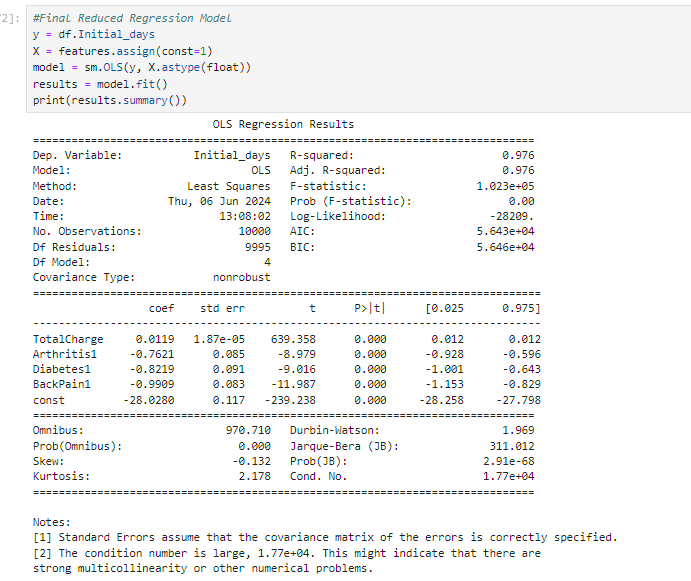 /2]: #Final Reduced Regression Model
y = df.Initial_days
X = features.assign(const=1)
model = sm.OLS(y, X.astype(float))
results = model.fit()
print(results.summary())
OLS Regression Results
==============================================================================
Dep. Variable: Initial_days R-squared: 0.976
Model: OLS Adj. R-squared: 0.976
Method: Least Squares F-statistic: 1.023e+05
Date: Thu, 06 Jun 2024 Prob (F-statistic): 0.00
Time: 13:08:02 Log-Likelihood: -28209.
No. Observations: 10000 AIC: 5.643e+04
Df Residuals: 9995 BIC: 5.646e+04
Df Model: 4
Covariance Type: nonrobust
===============================================================================
coef std err t P>|t| [0.025 0.975]
-------------------------------------------------------------------------------
TotalCharge 0.0119 1.87e-05 639.358 0.000 0.012 0.012
Arthritis1 -0.7621 0.085 -8.979 0.000 -0.928 -0.596
Diabetes1 -0.8219 0.091 -9.016 0.000 -1.001 -0.643
BackPain1 -0.9909 0.083 -11.987 0.000 -1.153 -0.829
const -28.0280 0.117 -239.238 0.000 -28.258 -27.798
==============================================================================
Omnibus: 970.710 Durbin-Watson: 1.969
Prob(Omnibus): 0.000 Jarque-Bera (JB): 311.012
Skew: -0.132 Prob(JB): 2.91e-68
Kurtosis: 2.178 Cond. No. 1.77e+04
==============================================================================
Notes:
[1] Standard Errors assume that the covariance matrix of the errors is correctly specified.
[2] The condition number is large, 1.77e+04. This might indicate that there are
strong multicollinearity or other numerical problems.